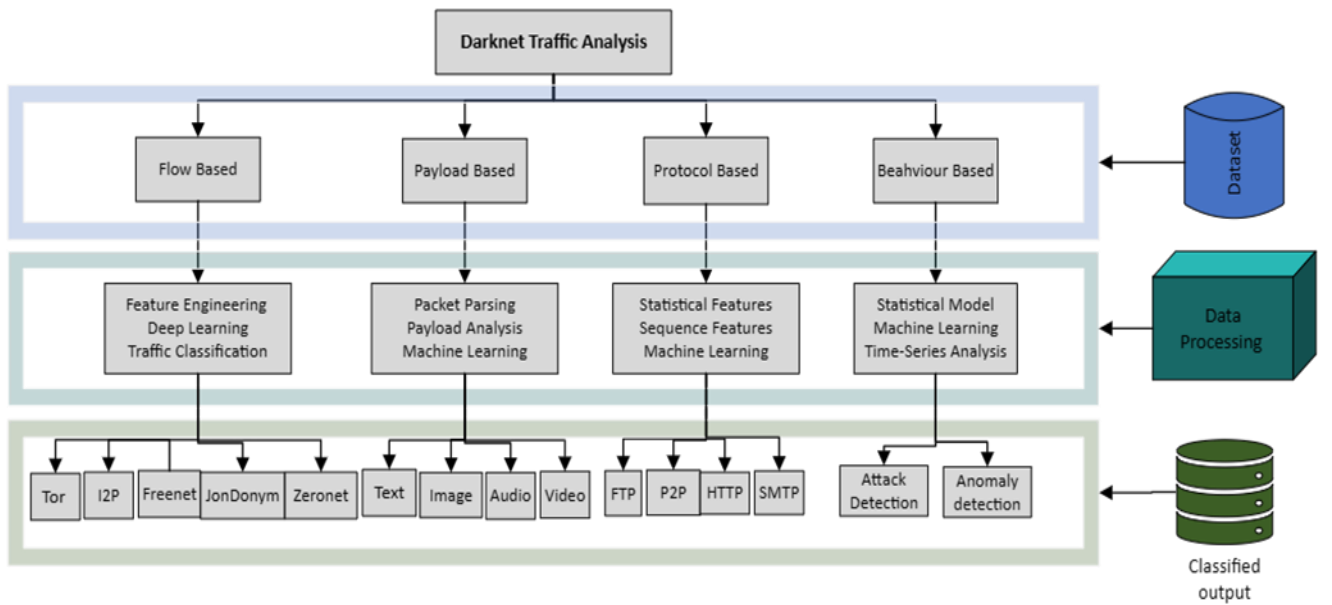 Darknet Traffic Analysis
Flow Based
Payload Based
Protocol Based
Beahviour Based
Dataset
Feature Engineering
Deep Learning
Traffic Classification
Packet Parsing
Payload Analysis
Machine Learning
Statistical Features
Sequence Features
Machine Learning
Statistical Model
Machine Learning
Time-Series Analysis
Data
Processing
Tor
I2P
Freenet
JonDonym
Zeronet
Text
Image
Audio
Video
FTP
P2P
HTTP
SMTP
Attack
Detection
Anomaly
detection
Classified
output